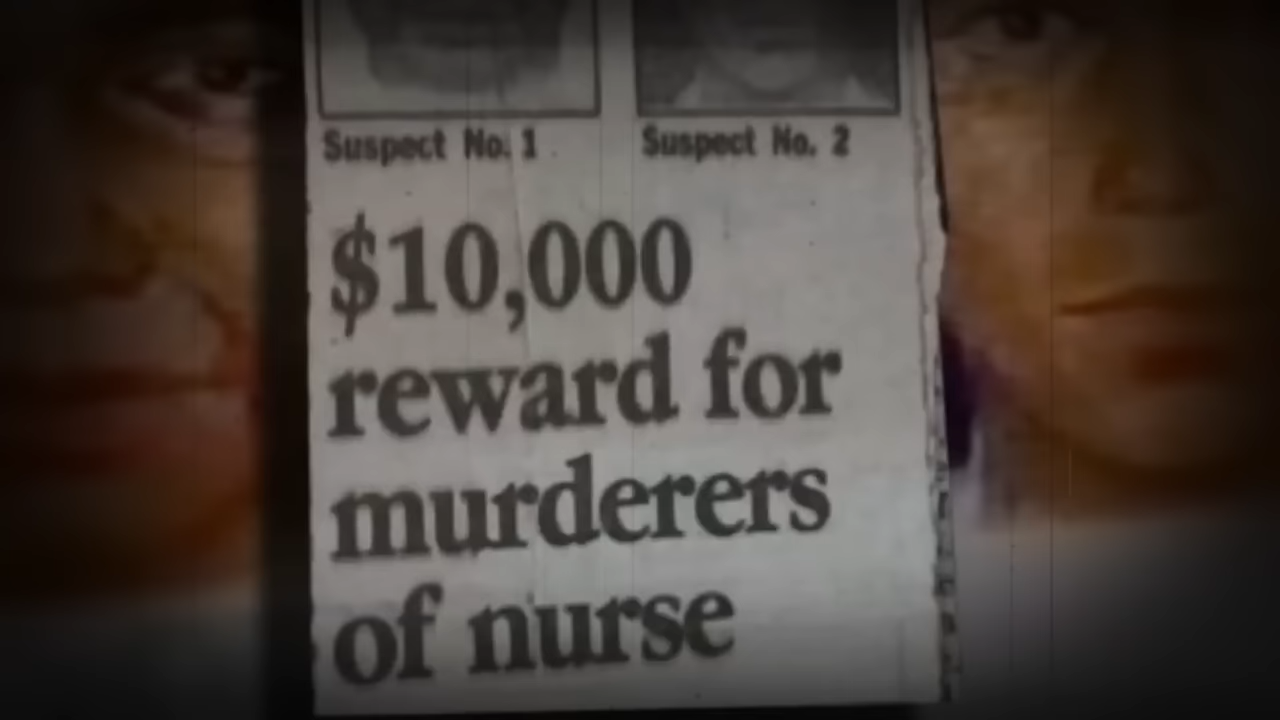 Suspect No. 1 Suspect No. 2
$10,000
reward for
murderers
of nurse